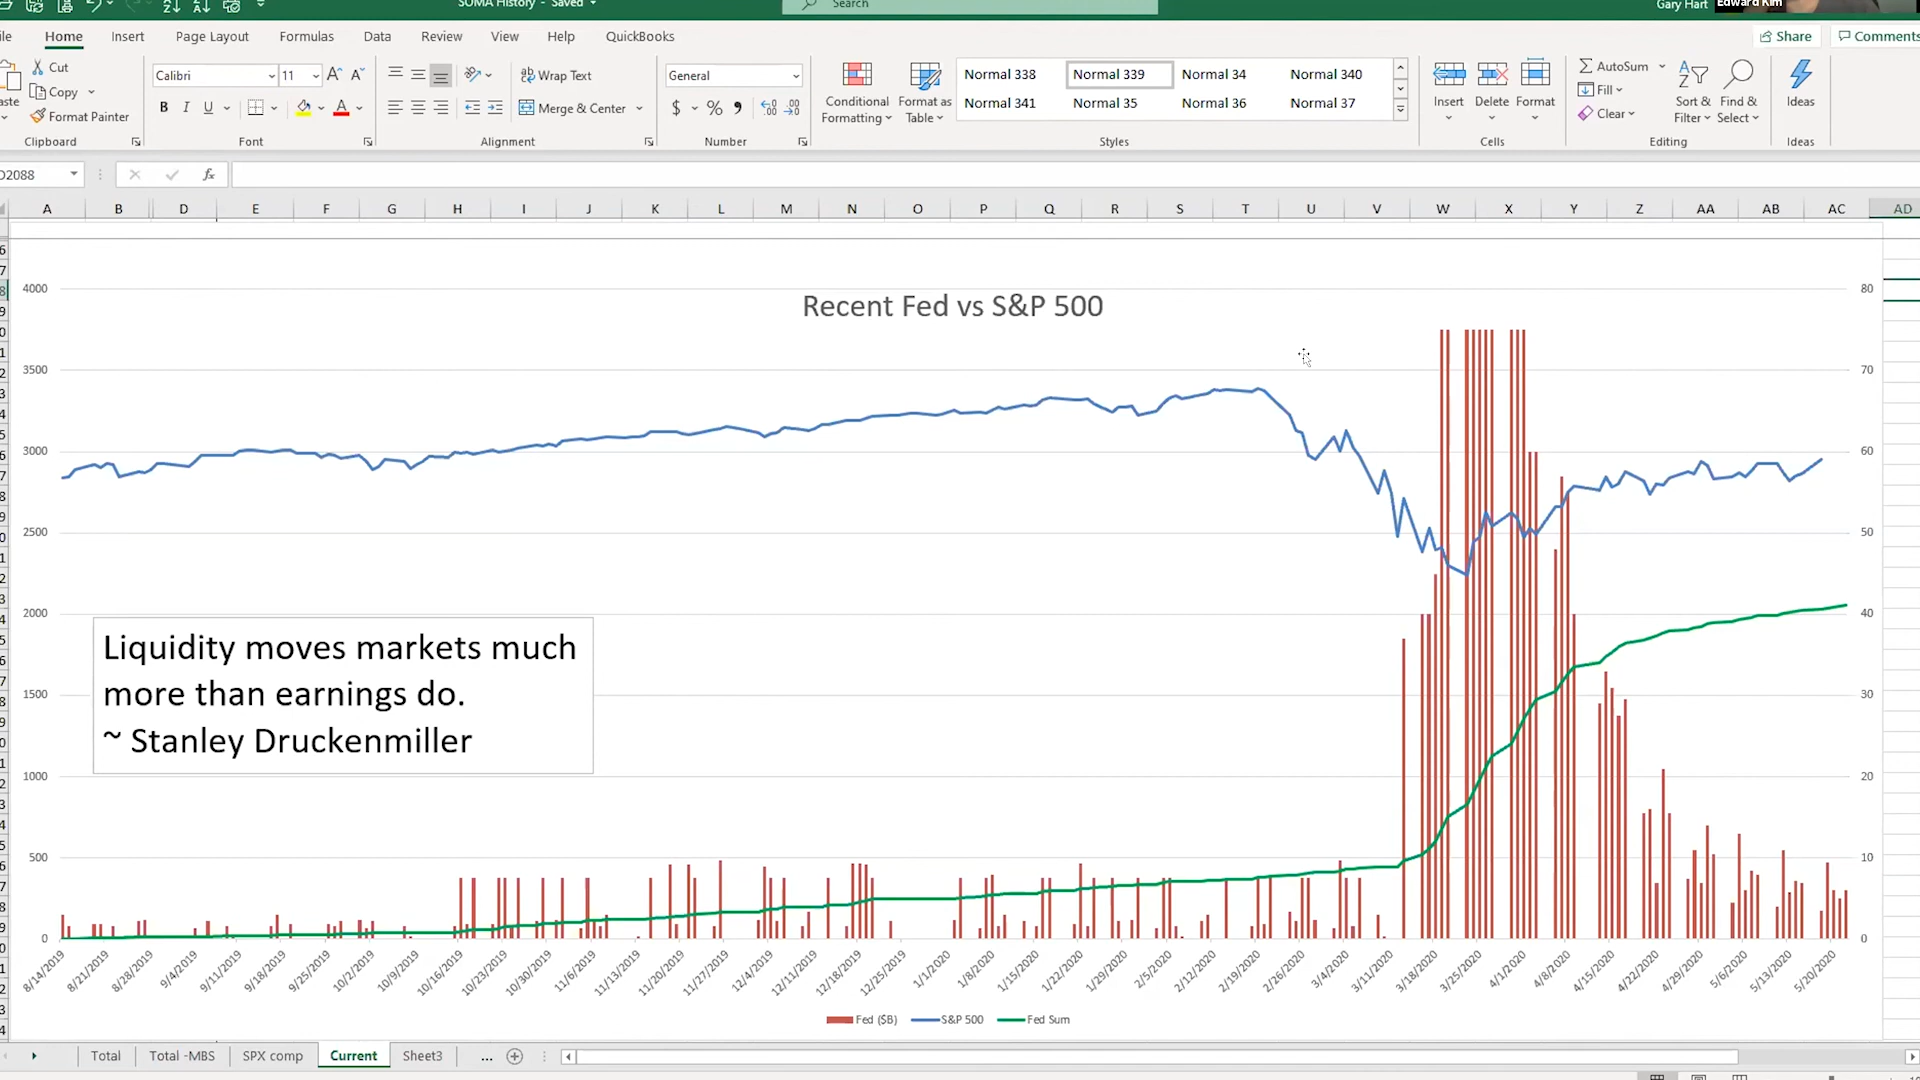 SOMA History - Saved
Search
Gary Hart
Edward Kim
Home Insert Page Layout Formulas Data Review View Help QuickBooks
Share Comments
Cut
Copy
Format Painter
Clipboard
Calibri 11
B I U
Font
Wrap Text
Merge & Center
Alignment
General
$ % 9
Number
Conditional Formatting
Format as Table
Normal 338 Normal 339 Normal 34 Normal 340
Normal 341 Normal 35 Normal 36 Normal 37
Styles
Insert Delete Format
Cells
AutoSum
Fill
Clear
Sort & Filter
Find & Select
Editing
Ideas
Ideas
fx
A B D E F G H I J K L M N O P Q R S T U V W X Y Z AA AB AC AD
Recent Fed vs S&P 500
4000
3500
3000
2500
2000
1500
1000
500
0
80
70
60
50
40
30
20
10
0
Liquidity moves markets much
more than earnings do.
~ Stanley Druckenmiller
8/14/2019 8/21/2019 8/28/2019 9/4/2019 9/11/2019 9/18/2019 9/25/2019 10/2/2019 10/9/2019 10/16/2019 10/23/2019 10/30/2019 11/6/2019 11/13/2019 11/20/2019 11/27/2019 12/4/2019 12/11/2019 12/18/2019 12/25/2019 1/1/2020 1/8/2020 1/15/2020 1/22/2020 1/29/2020 2/5/2020 2/12/2020 2/19/2020 2/26/2020 3/4/2020 3/11/2020 3/18/2020 3/25/2020 4/1/2020 4/8/2020 4/15/2020 4/22/2020 4/29/2020 5/6/2020 5/13/2020 5/20/2020
Fed ($B) S&P 500 Fed Sum
Total Total -MBS SPX comp Current Sheet3 ...